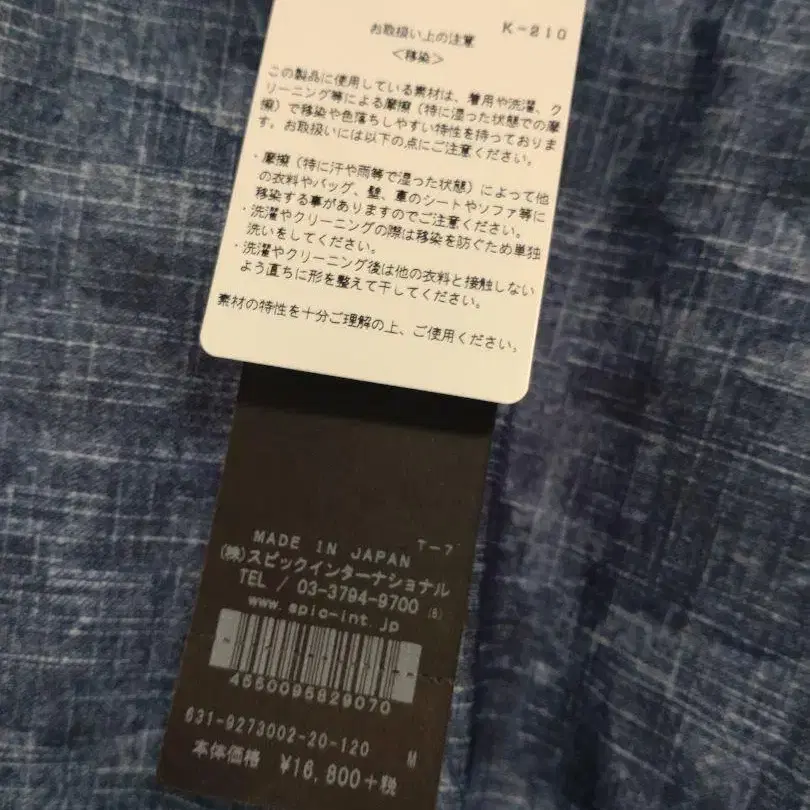 K-210
お取扱い上の注意
<移染>
この製品に使用している素材は、着用や洗濯、ク
リーニング等による摩擦（特に湿った状態での摩
擦）で移染や色落ちしやすい特性を持っておりま
す。お取扱いには以下の点にご注意ください。
・摩擦（特に汗や雨等で湿った状態）によって他
の衣料やバッグ、壁、革のシートやソファ等に
移染する事がありますのでご注意ください。
・洗濯やクリーニングの際は移染を防ぐため単独
洗いをしてください。
・洗濯やクリーニング後は他の衣料と接触しない
よう直ちに形を整えて干してください。
素材の特性を十分ご理解の上、ご使用ください。
T-7
MADE IN JAPAN
(株)スピックインターナショナル
TEL / 03-3794-9700 (8)
www.spic-int.jp
4550095829070
631-9273002-20-120 M
本体価格 ¥16,800+税